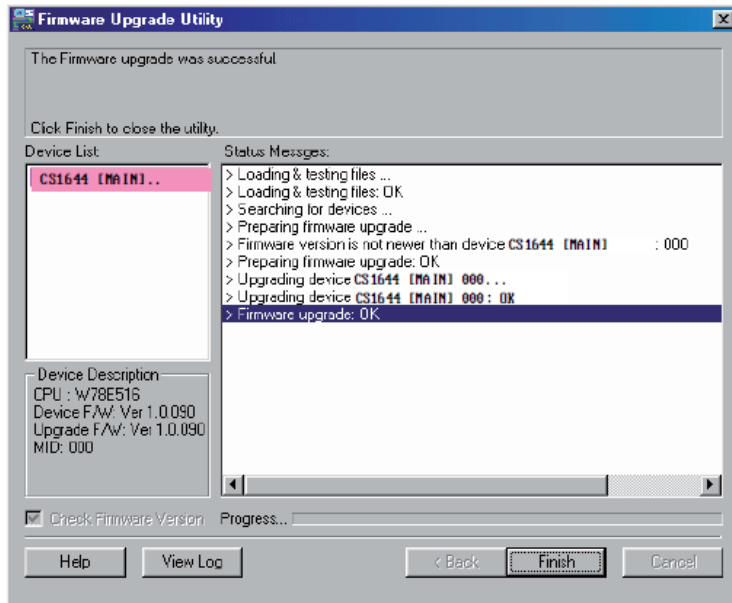 Firmware Upgrade Utility
The Firmware upgrade was successful
Click Finish to close the utility.
Device List:
Status Messges:
CS1644 [MAIN]..
> Loading & testing files ...
> Loading & testing files: OK
> Searching for devices ...
> Preparing firmware upgrade ...
> Firmware version is not newer than device CS1644 [MAIN] : 000
> Preparing firmware upgrade: OK
> Upgrading device CS1644 [MAIN] 000...
> Upgrading device CS1644 [MAIN] 000: OK
> Firmware upgrade: OK
Device Description
CPU : W78E516
Device F/W: Ver 1.0.090
Upgrade F/W: Ver 1.0.090
MID: 000
Check Firmware Version
Progress...
Help
View Log
< Back
Finish
Cancel